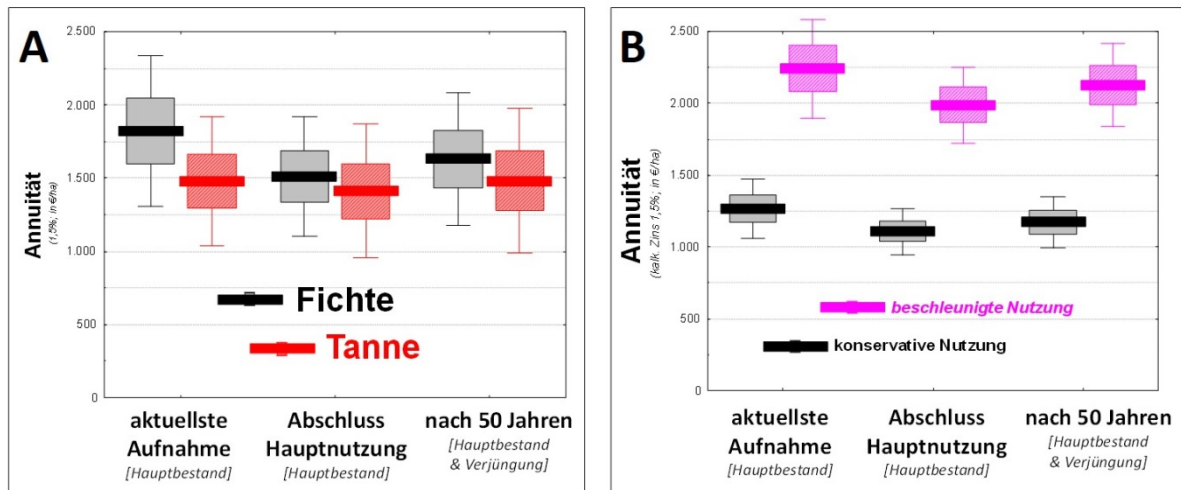 A
2.500
2.000
1.500
1.000
500
0
Annuität
(1,5%; in €/ha)
Fichte
Tanne
aktuellste
Aufnahme
[Hauptbestand]
Abschluss
Hauptnutzung
[Hauptbestand]
nach 50 Jahren
[Hauptbestand
& Verjüngung]
B
2.500
2.000
1.500
1.000
500
0
Annuität
(kalk. Zins 1,5%; in €/ha)
beschleunigte Nutzung
konservative Nutzung
aktuellste
Aufnahme
[Hauptbestand]
Abschluss
Hauptnutzung
[Hauptbestand]
nach 50 Jahren
[Hauptbestand
& Verjüngung]